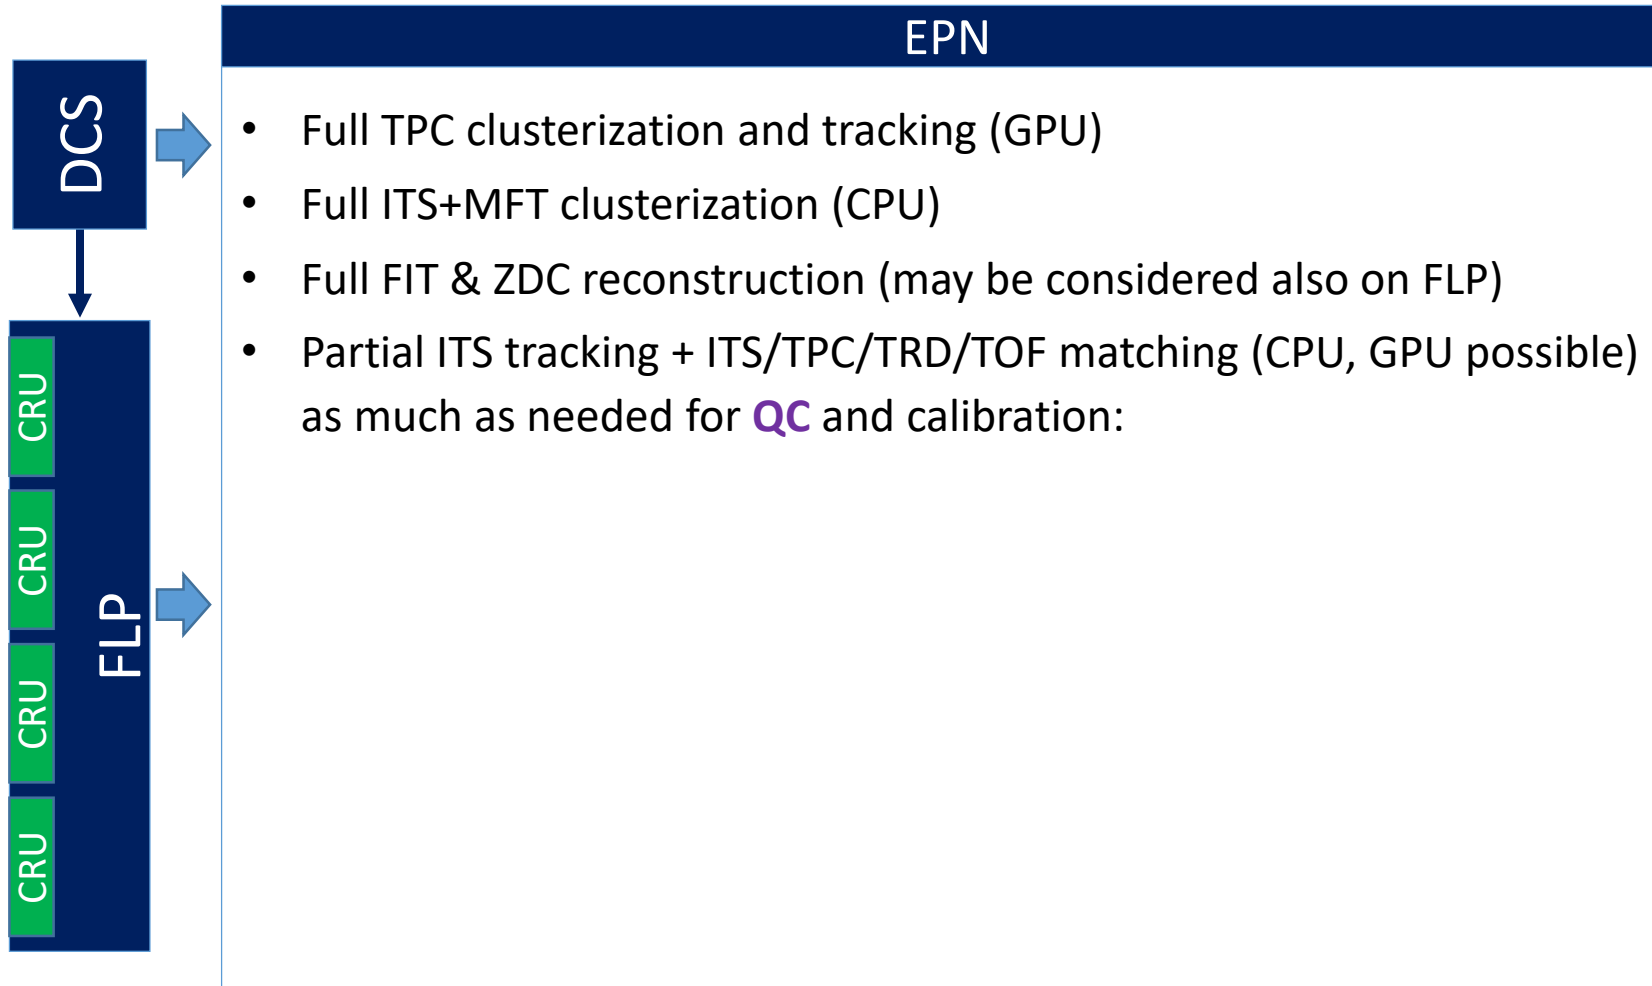 EPN
DCS
• Full TPC clusterization and tracking (GPU)
• Full ITS+MFT clusterization (CPU)
• Full FIT & ZDC reconstruction (may be considered also on FLP)
• Partial ITS tracking + ITS/TPC/TRD/TOF matching (CPU, GPU possible)
as much as needed for QC and calibration:
CRU
CRU
FLP
CRU
CRU